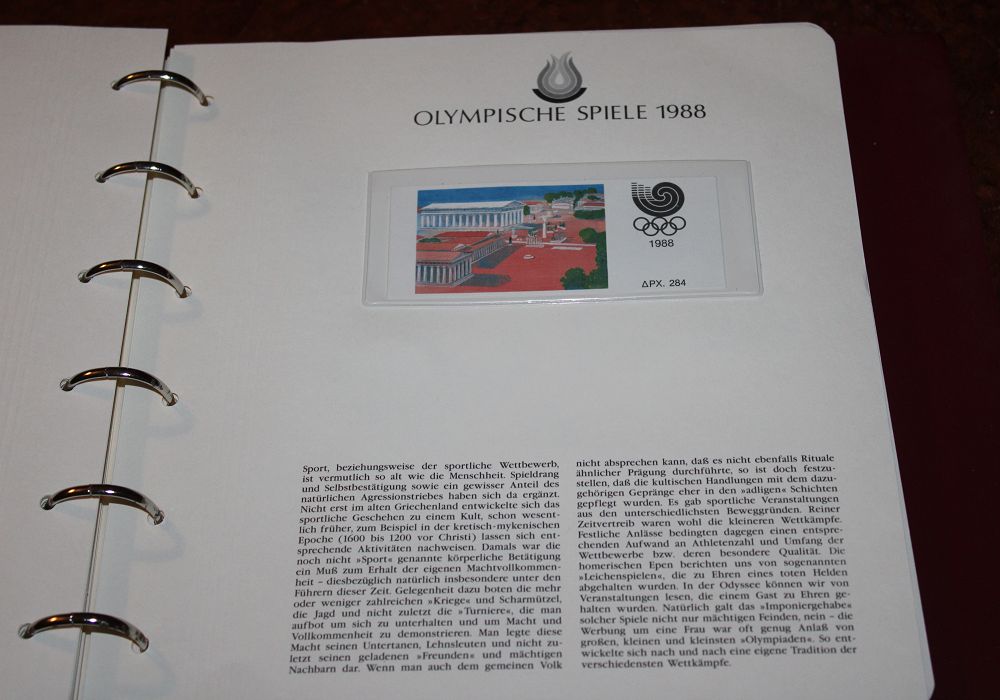 OLYMPISCHE SPIELE 1988
1988
ΔΡΧ. 284
Sport, beziehungsweise der sportliche Wettbewerb,
ist vermutlich so alt wie die Menschheit. Spieldrang
und Selbstbestätigung sowie ein gewisser Anteil des
natürlichen Agressionstriebes haben sich da ergänzt.
Nicht erst im alten Griechenland entwickelte sich das
sportliche Geschehen zu einem Kult, schon wesent-
lich früher, zum Beispiel in der kretisch-mykenischen
Epoche (1600 bis 1200 vor Christi) lassen sich ent-
sprechende Aktivitäten nachweisen. Damals war die
noch nicht »Sport« genannte körperliche Betätigung
ein Muß zum Erhalt der eigenen Machtvollkommen-
heit – diesbezüglich natürlich insbesondere unter den
Führern dieser Zeit. Gelegenheit dazu boten die mehr
oder weniger zahlreichen »Kriege« und Scharmützel,
die Jagd und nicht zuletzt die »Turniere«, die man
aufbot um sich zu unterhalten und um Macht und
Vollkommenheit zu demonstrieren. Man legte diese
Macht seinen Untertanen, Lehnsleuten und nicht zu-
letzt seinen geladenen »Freunden« und mächtigen
Nachbarn dar. Wenn man auch dem gemeinen Volk
nicht absprechen kann, daß es nicht ebenfalls Rituale
ähnlicher Prägung durchführte, so ist doch festzu-
stellen, daß die kultischen Handlungen mit dem dazu-
gehörigen Gepränge eher in den »adligen« Schichten
gepflegt wurden. Es gab sportliche Veranstaltungen
aus den unterschiedlichsten Beweggründen. Reiner
Zeitvertreib waren wohl die kleineren Wettkämpfe.
Festliche Anlässe bedingten dagegen einen entspre-
chenden Aufwand an Athletenzahl und Umfang der
Wettbewerbe bzw. deren besondere Qualität. Die
homerischen Epen berichten uns von sogenannten
»Leichenspielen«, die zu Ehren eines toten Helden
abgehalten wurden. In der Odyssee können wir von
Veranstaltungen lesen, die einem Gast zu Ehren ge-
halten wurden. Natürlich galt das »Imponiergehabe«
solcher Spiele nicht nur mächtigen Feinden, nein – die
Werbung um eine Frau war oft genug Anlaß von
großen, kleinen und kleinsten »Olympiaden«. So ent-
wickelte sich nach und nach eine eigene Tradition der
verschiedensten Wettkämpfe.